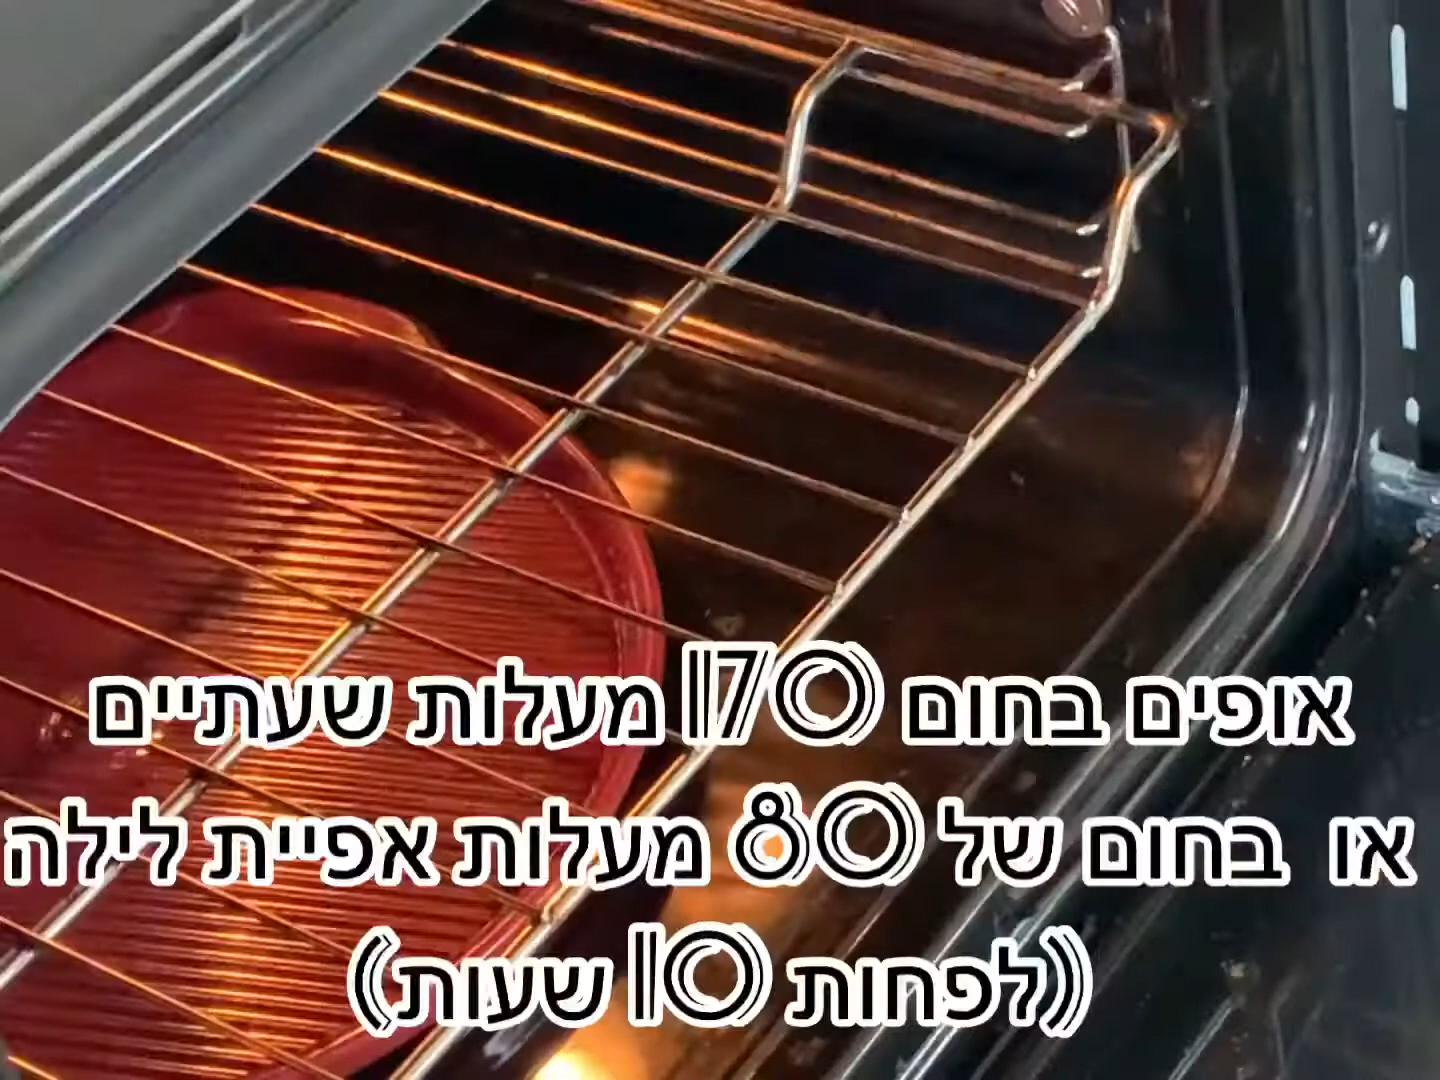 אופים בחום 170 מעלות שעתיים
או בחום של 80 מעלות אפיית לילה
(לפחות 10 שעות)